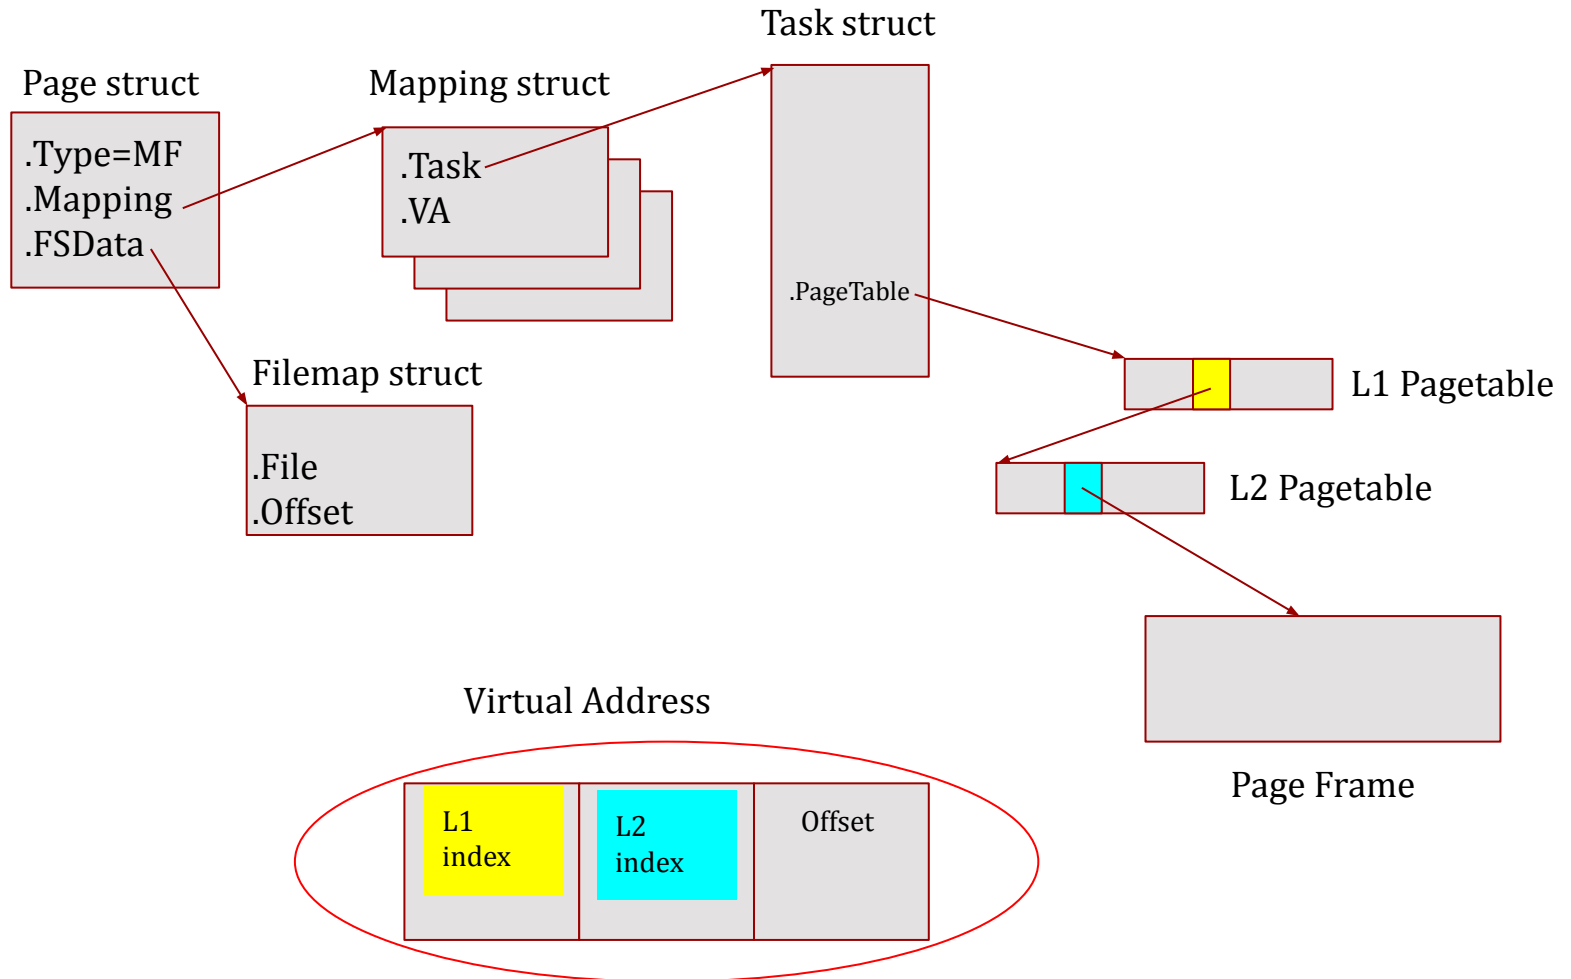 Task struct
Page struct
Mapping struct
.Type=MF
.Mapping
.FSData
.Task
.VA
.PageTable
Filemap struct
.File
.Offset
L1 Pagetable
L2 Pagetable
Page Frame
Virtual Address
L1
index
L2
index
Offset